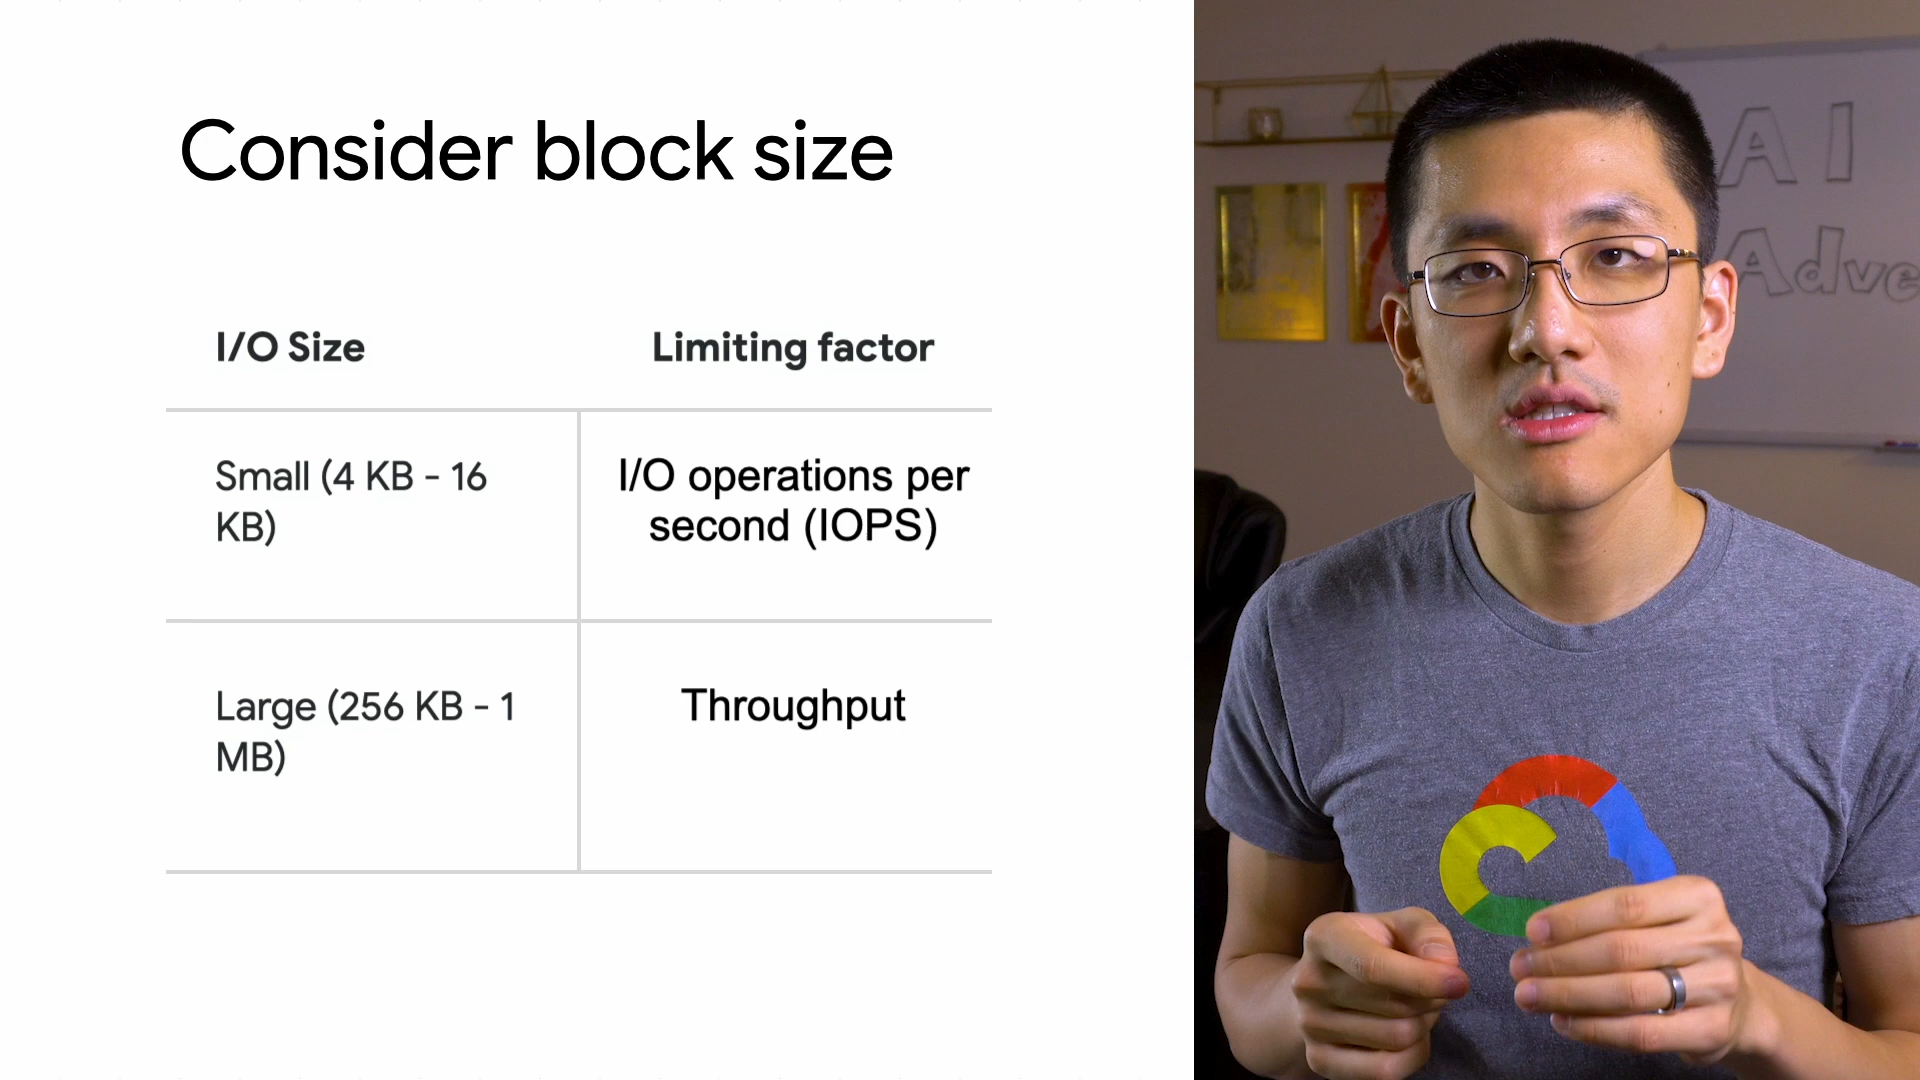 Consider block size
I/O Size
Limiting factor
Small (4 KB - 16
KB)
I/O operations per
second (IOPS)
Large (256 KB - 1
MB)
Throughput
AI
Adve